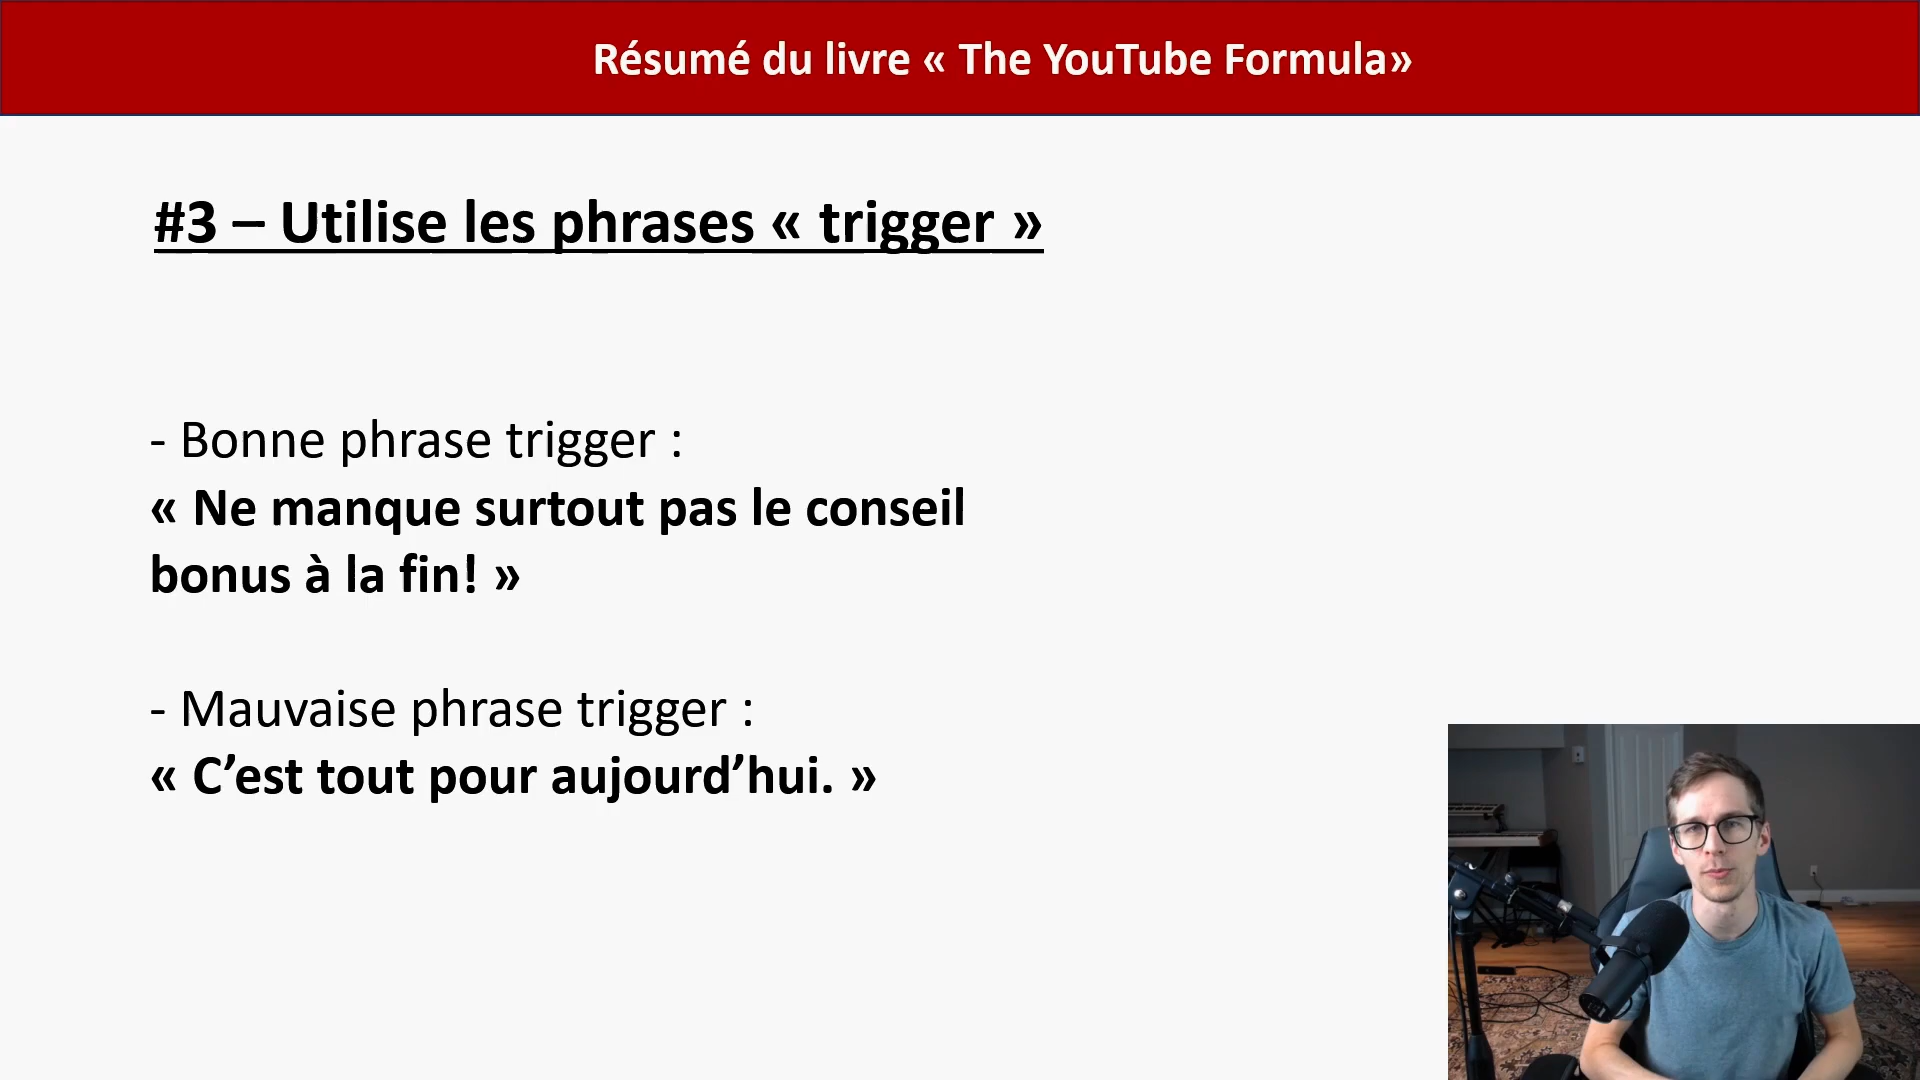 Résumé du livre « The YouTube Formula»
#3 – Utilise les phrases « trigger »
- Bonne phrase trigger :
« Ne manque surtout pas le conseil
bonus à la fin! »
- Mauvaise phrase trigger :
« C’est tout pour aujourd’hui. »